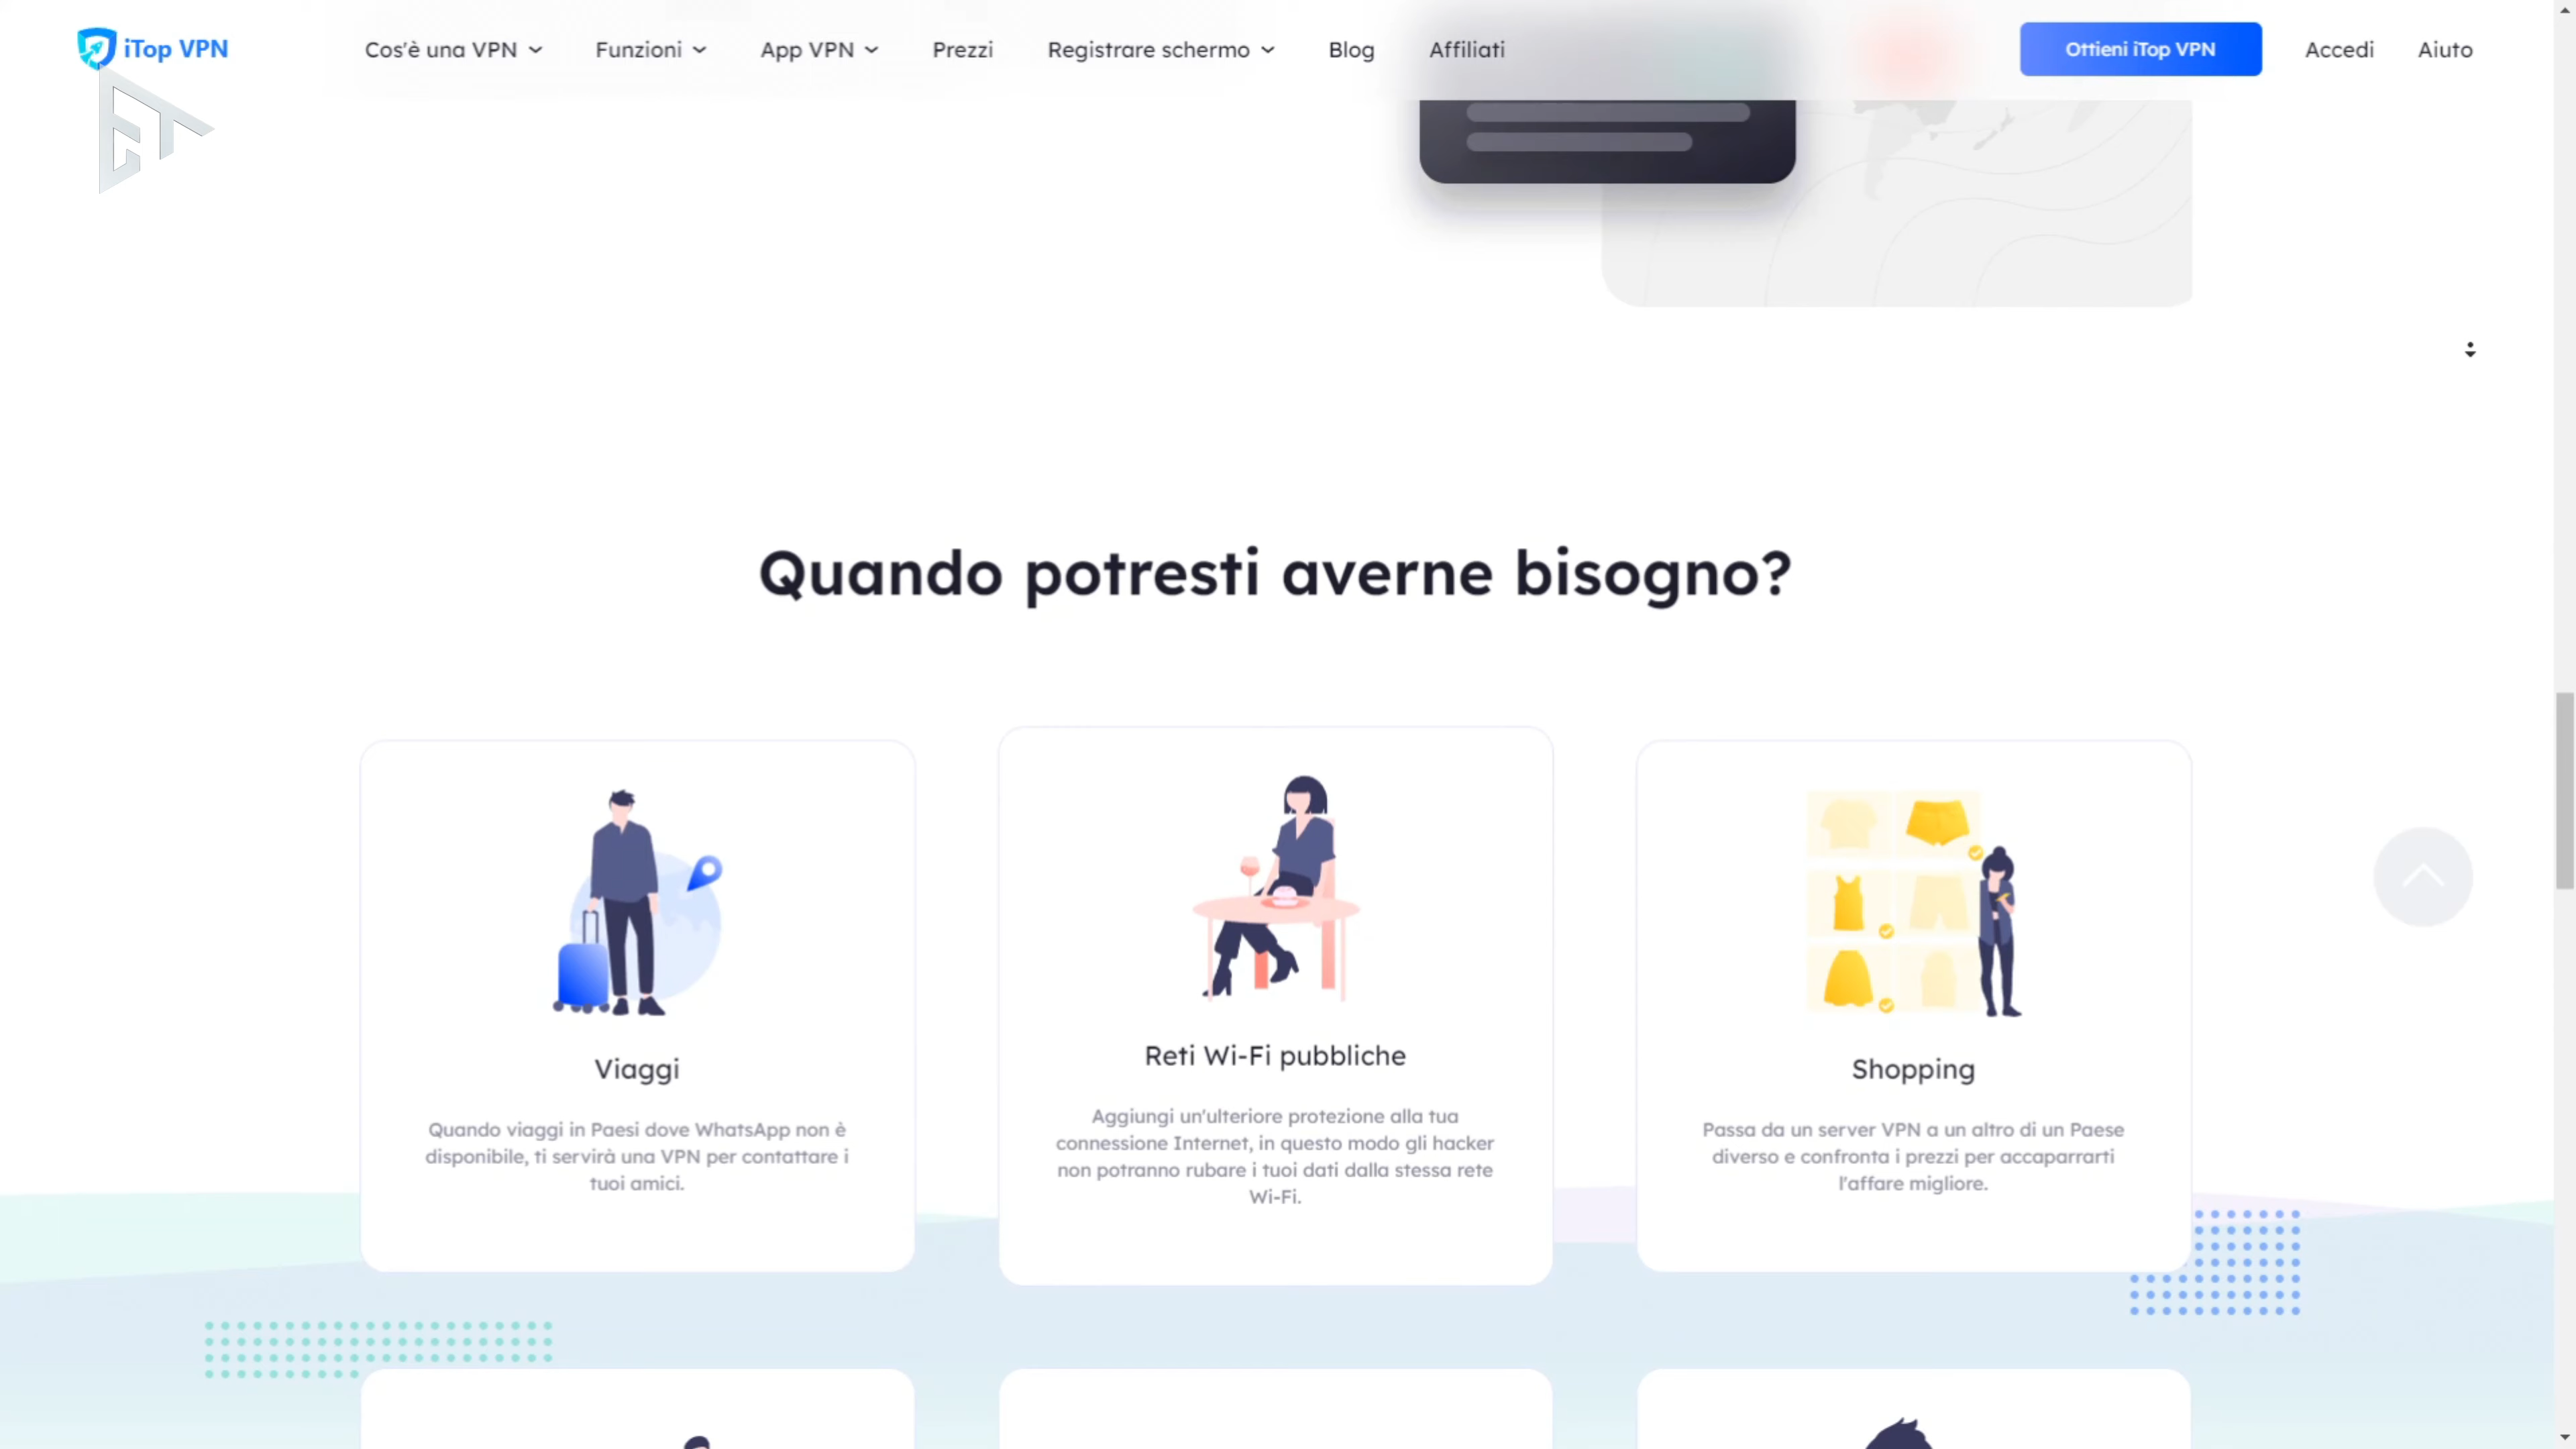 iTop VPN
Cos'è una VPN
Funzioni
App VPN
Prezzi
Registrare schermo
Blog
Affiliati
Ottieni iTop VPN
Accedi
Aiuto
Quando potresti averne bisogno?
Viaggi
Quando viaggi in Paesi dove WhatsApp non è
disponibile, ti servirà una VPN per contattare i
tuoi amici.
Reti Wi-Fi pubbliche
Aggiungi un'ulteriore protezione alla tua
connessione Internet, in questo modo gli hacker
non potranno rubare i tuoi dati dalla stessa rete
Wi-Fi.
Shopping
Passa da un server VPN a un altro di un Paese
diverso e confronta i prezzi per accaparrarti
l'affare migliore.